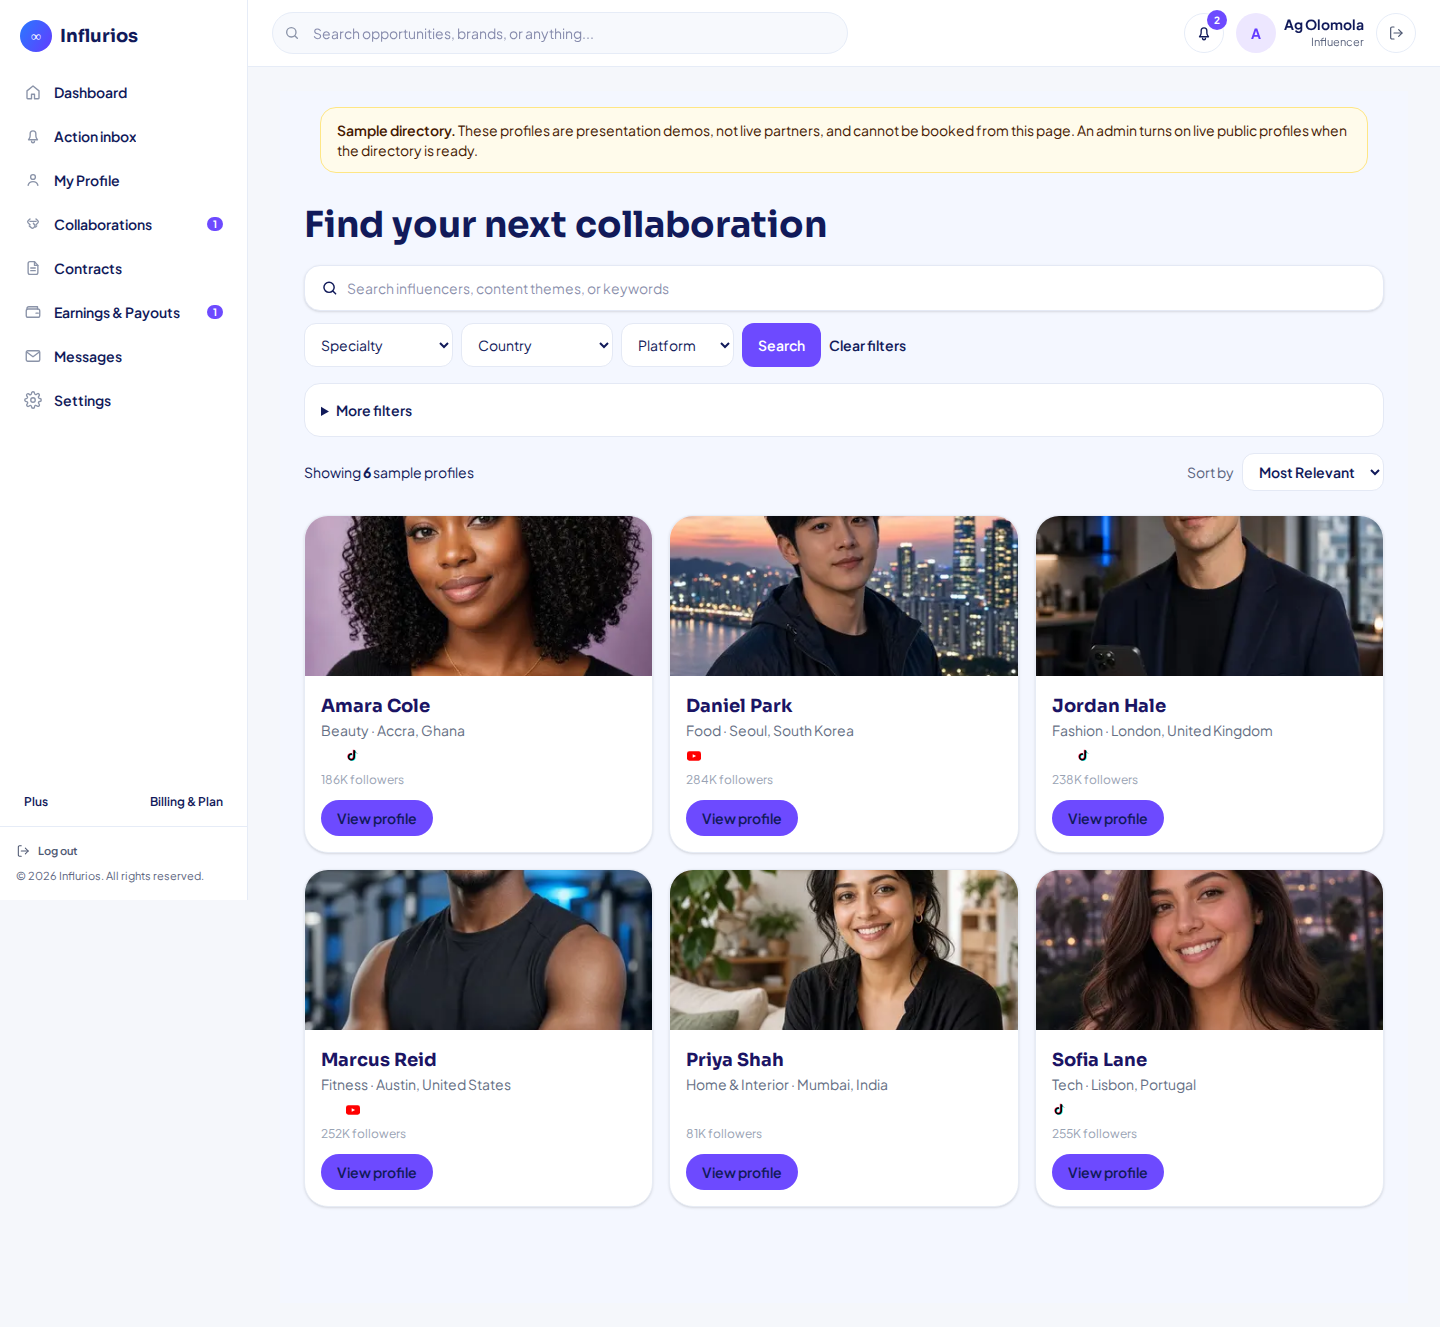 ∞ Influrios
Search opportunities, brands, or anything...
2
A
Ag Olomola
Influencer
Dashboard
Action inbox
My Profile
Collaborations 1
Contracts
Earnings & Payouts 1
Messages
Settings
Plus
Billing & Plan
Log out
© 2026 Influrios. All rights reserved.
Sample directory. These profiles are presentation demos, not live partners, and cannot be booked from this page. An admin turns on live public profiles when
the directory is ready.
Find your next collaboration
Search influencers, content themes, or keywords
Specialty
Country
Platform
Search
Clear filters
More filters
Showing 6 sample profiles
Sort by
Most Relevant
Amara Cole
Beauty · Accra, Ghana
186K followers
View profile
Daniel Park
Food · Seoul, South Korea
284K followers
View profile
Jordan Hale
Fashion · London, United Kingdom
238K followers
View profile
Marcus Reid
Fitness · Austin, United States
252K followers
View profile
Priya Shah
Home & Interior · Mumbai, India
81K followers
View profile
Sofia Lane
Tech · Lisbon, Portugal
255K followers
View profile